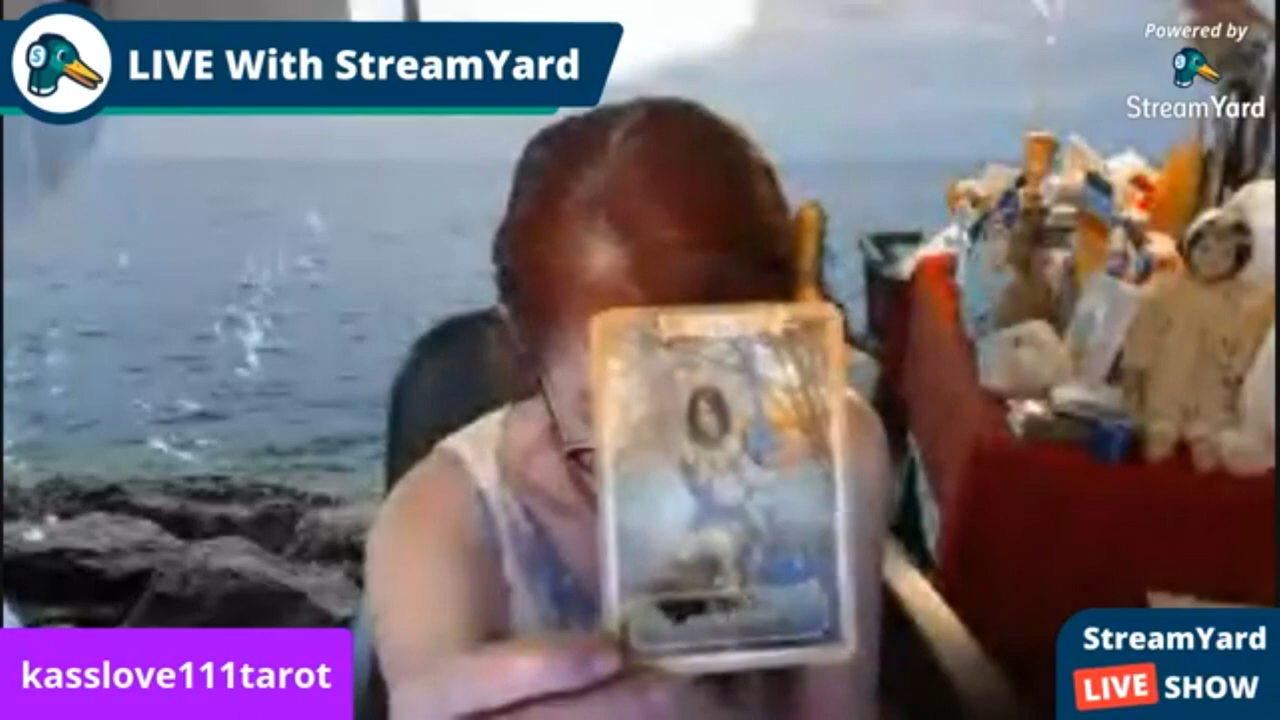 LIVE With StreamYard
Powered by
StreamYard
kasslove111tarot
StreamYard
LIVE SHOW